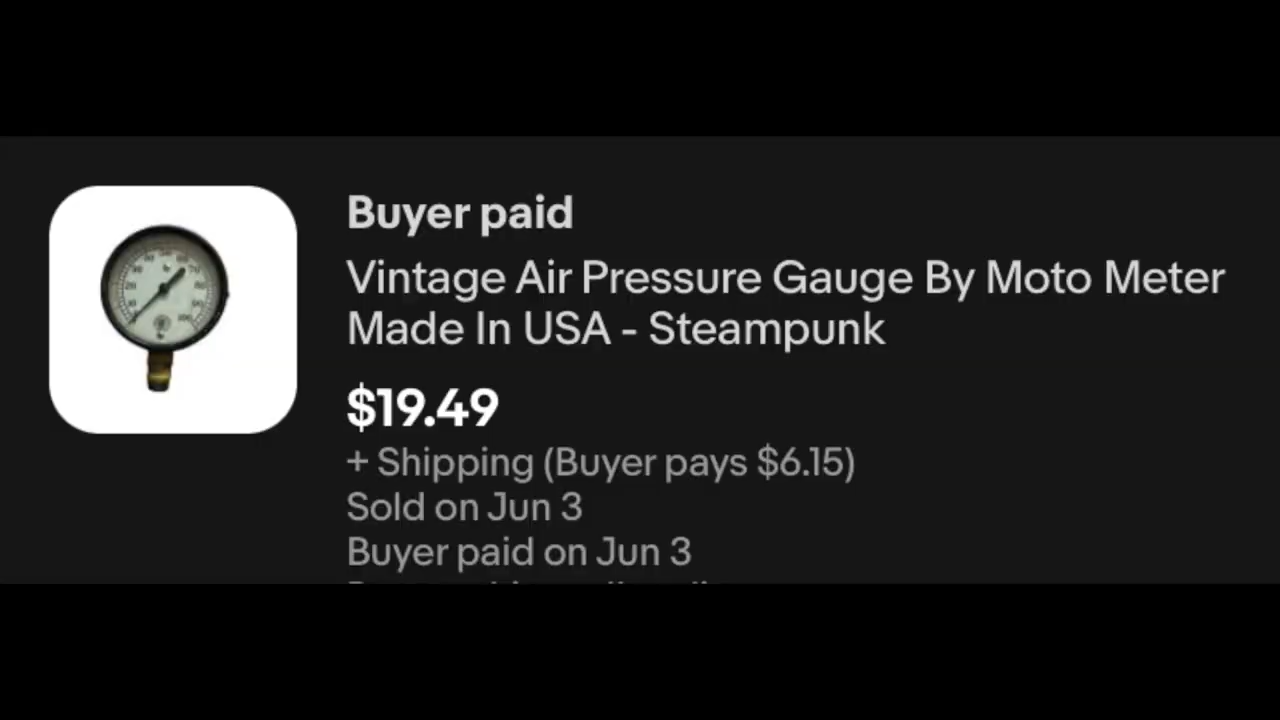 Buyer paid
Vintage Air Pressure Gauge By Moto Meter
Made In USA - Steampunk
$19.49
+ Shipping (Buyer pays $6.15)
Sold on Jun 3
Buyer paid on Jun 3